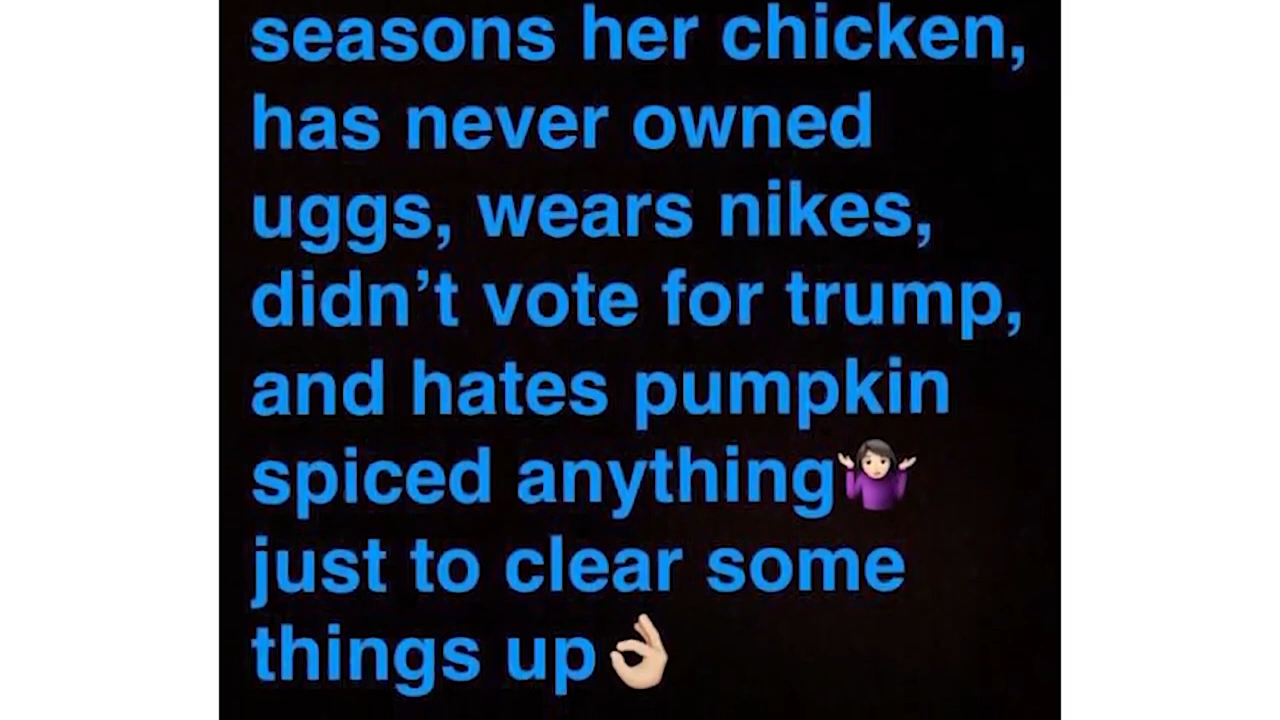 seasons her chicken,
has never owned
uggs, wears nikes,
didn’t vote for trump,
and hates pumpkin
spiced anything🤷🏻‍♀️
just to clear some
things up👌🏼